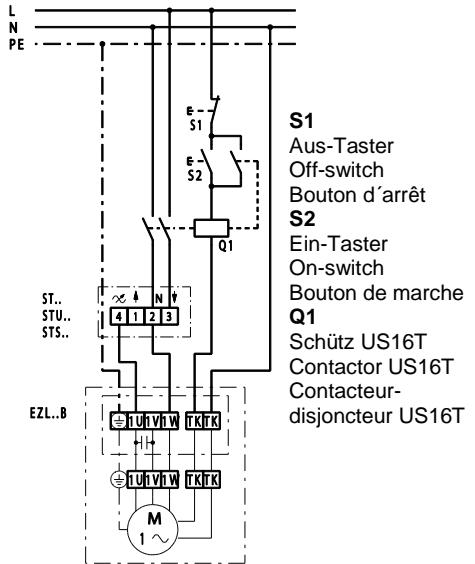 L
N
PE
E
S1
E
S2
Q1
S1
Aus-Taster
Off-switch
Bouton d´arrêt
S2
Ein-Taster
On-switch
Bouton de marche
Q1
Schütz US16T
Contactor US16T
Contacteur-
disjoncteur US16T
ST..
STU..
STS..
N
4 1 2 3
EZL..B
1U 1V 1W TK TK
1U 1V 1W TK TK
M
1 ~